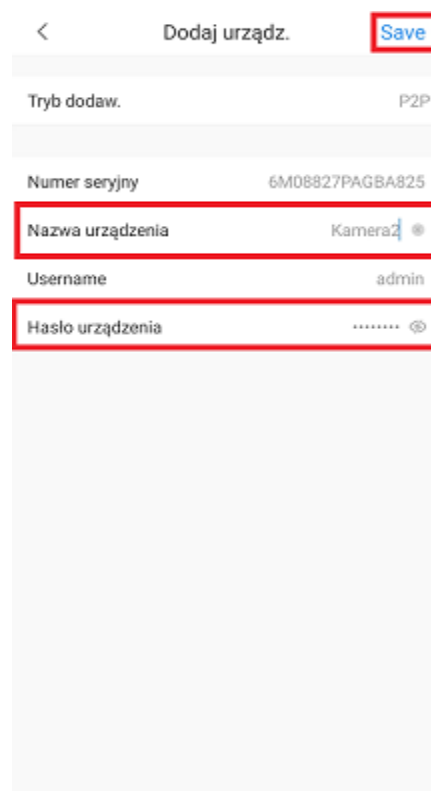 Dodaj urządz. Save
Tryb dodaw. P2P
Numer seryjny 6M08827PAGBA825
Nazwa urządzenia Kamera2
Username admin
Hasło urządzenia ········